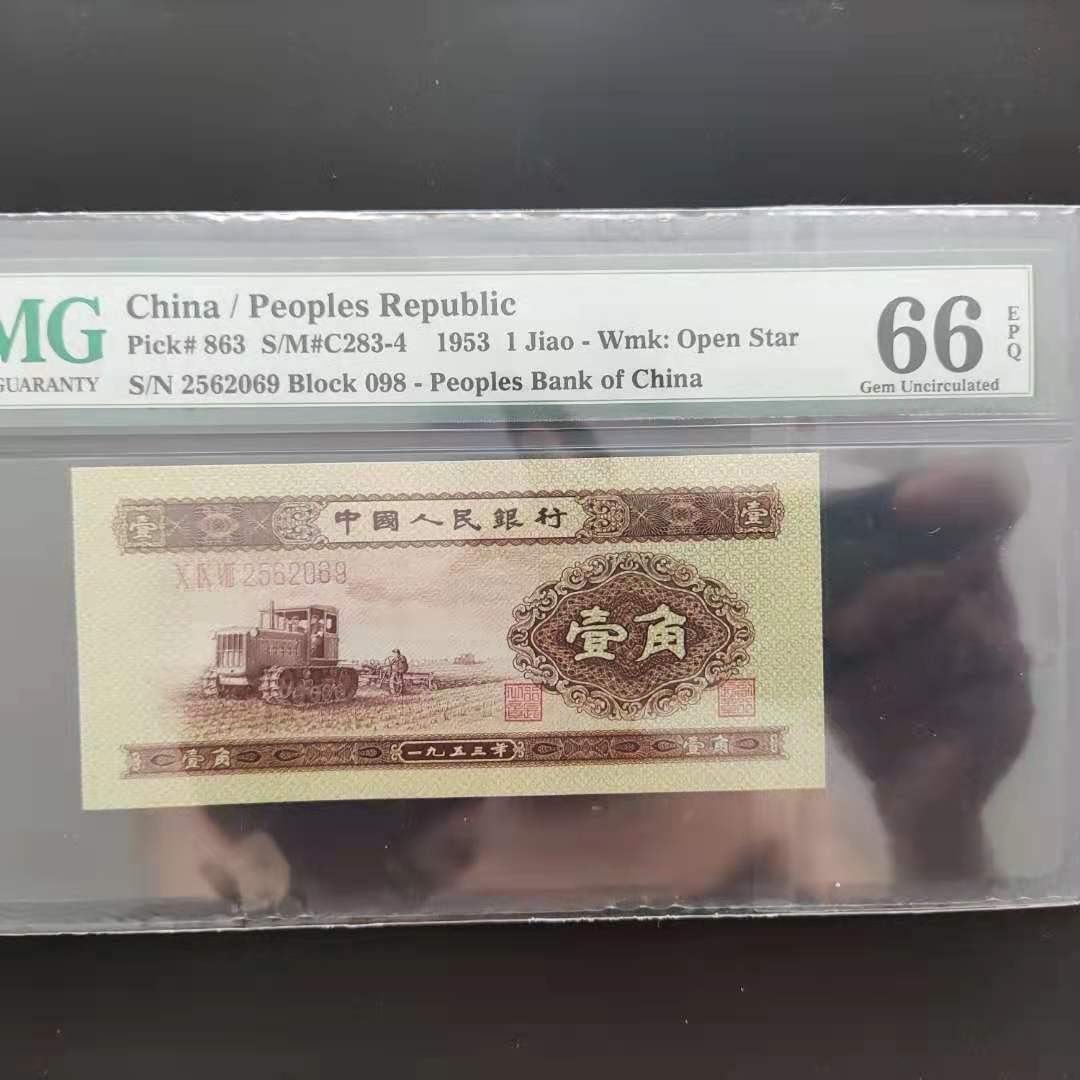 MG
GUARANTY
China / Peoples Republic
Pick# 863 S/M#C283-4 1953 1 Jiao - Wmk: Open Star
S/N 2562069 Block 098 - Peoples Bank of China
66
EPQ
Gem Uncirculated
壹 中國人民銀行 壹
X IX VIII 2562069
壹角
壹角 一九五三年 壹角